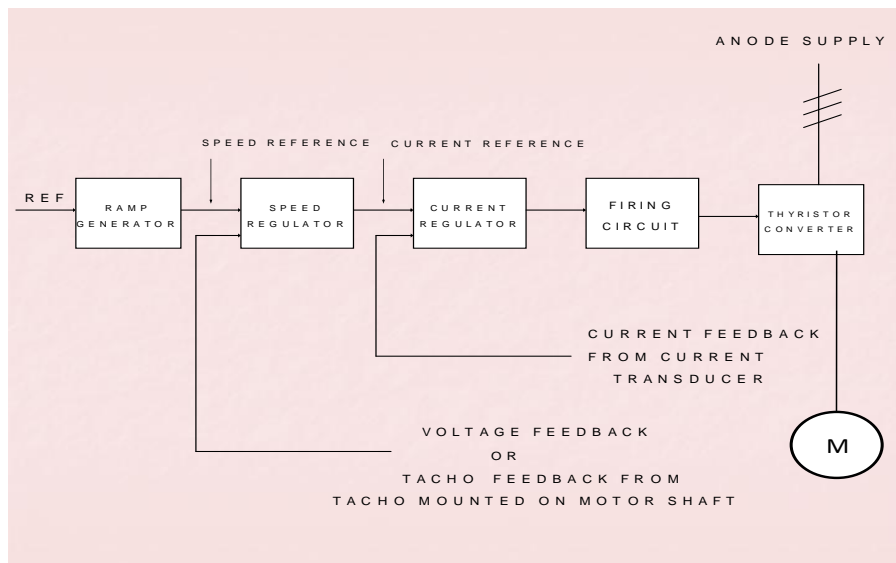 ANODE SUPPLY
SPEED REFERENCE
CURRENT REFERENCE
REF
RAMP
GENERATOR
SPEED
REGULATOR
CURRENT
REGULATOR
FIRING
CIRCUIT
THYRISTOR
CONVERTER
CURRENT FEEDBACK
FROM CURRENT
TRANSDUCER
VOLTAGE FEEDBACK
OR
TACHO FEEDBACK FROM
TACHO MOUNTED ON MOTOR SHAFT
M